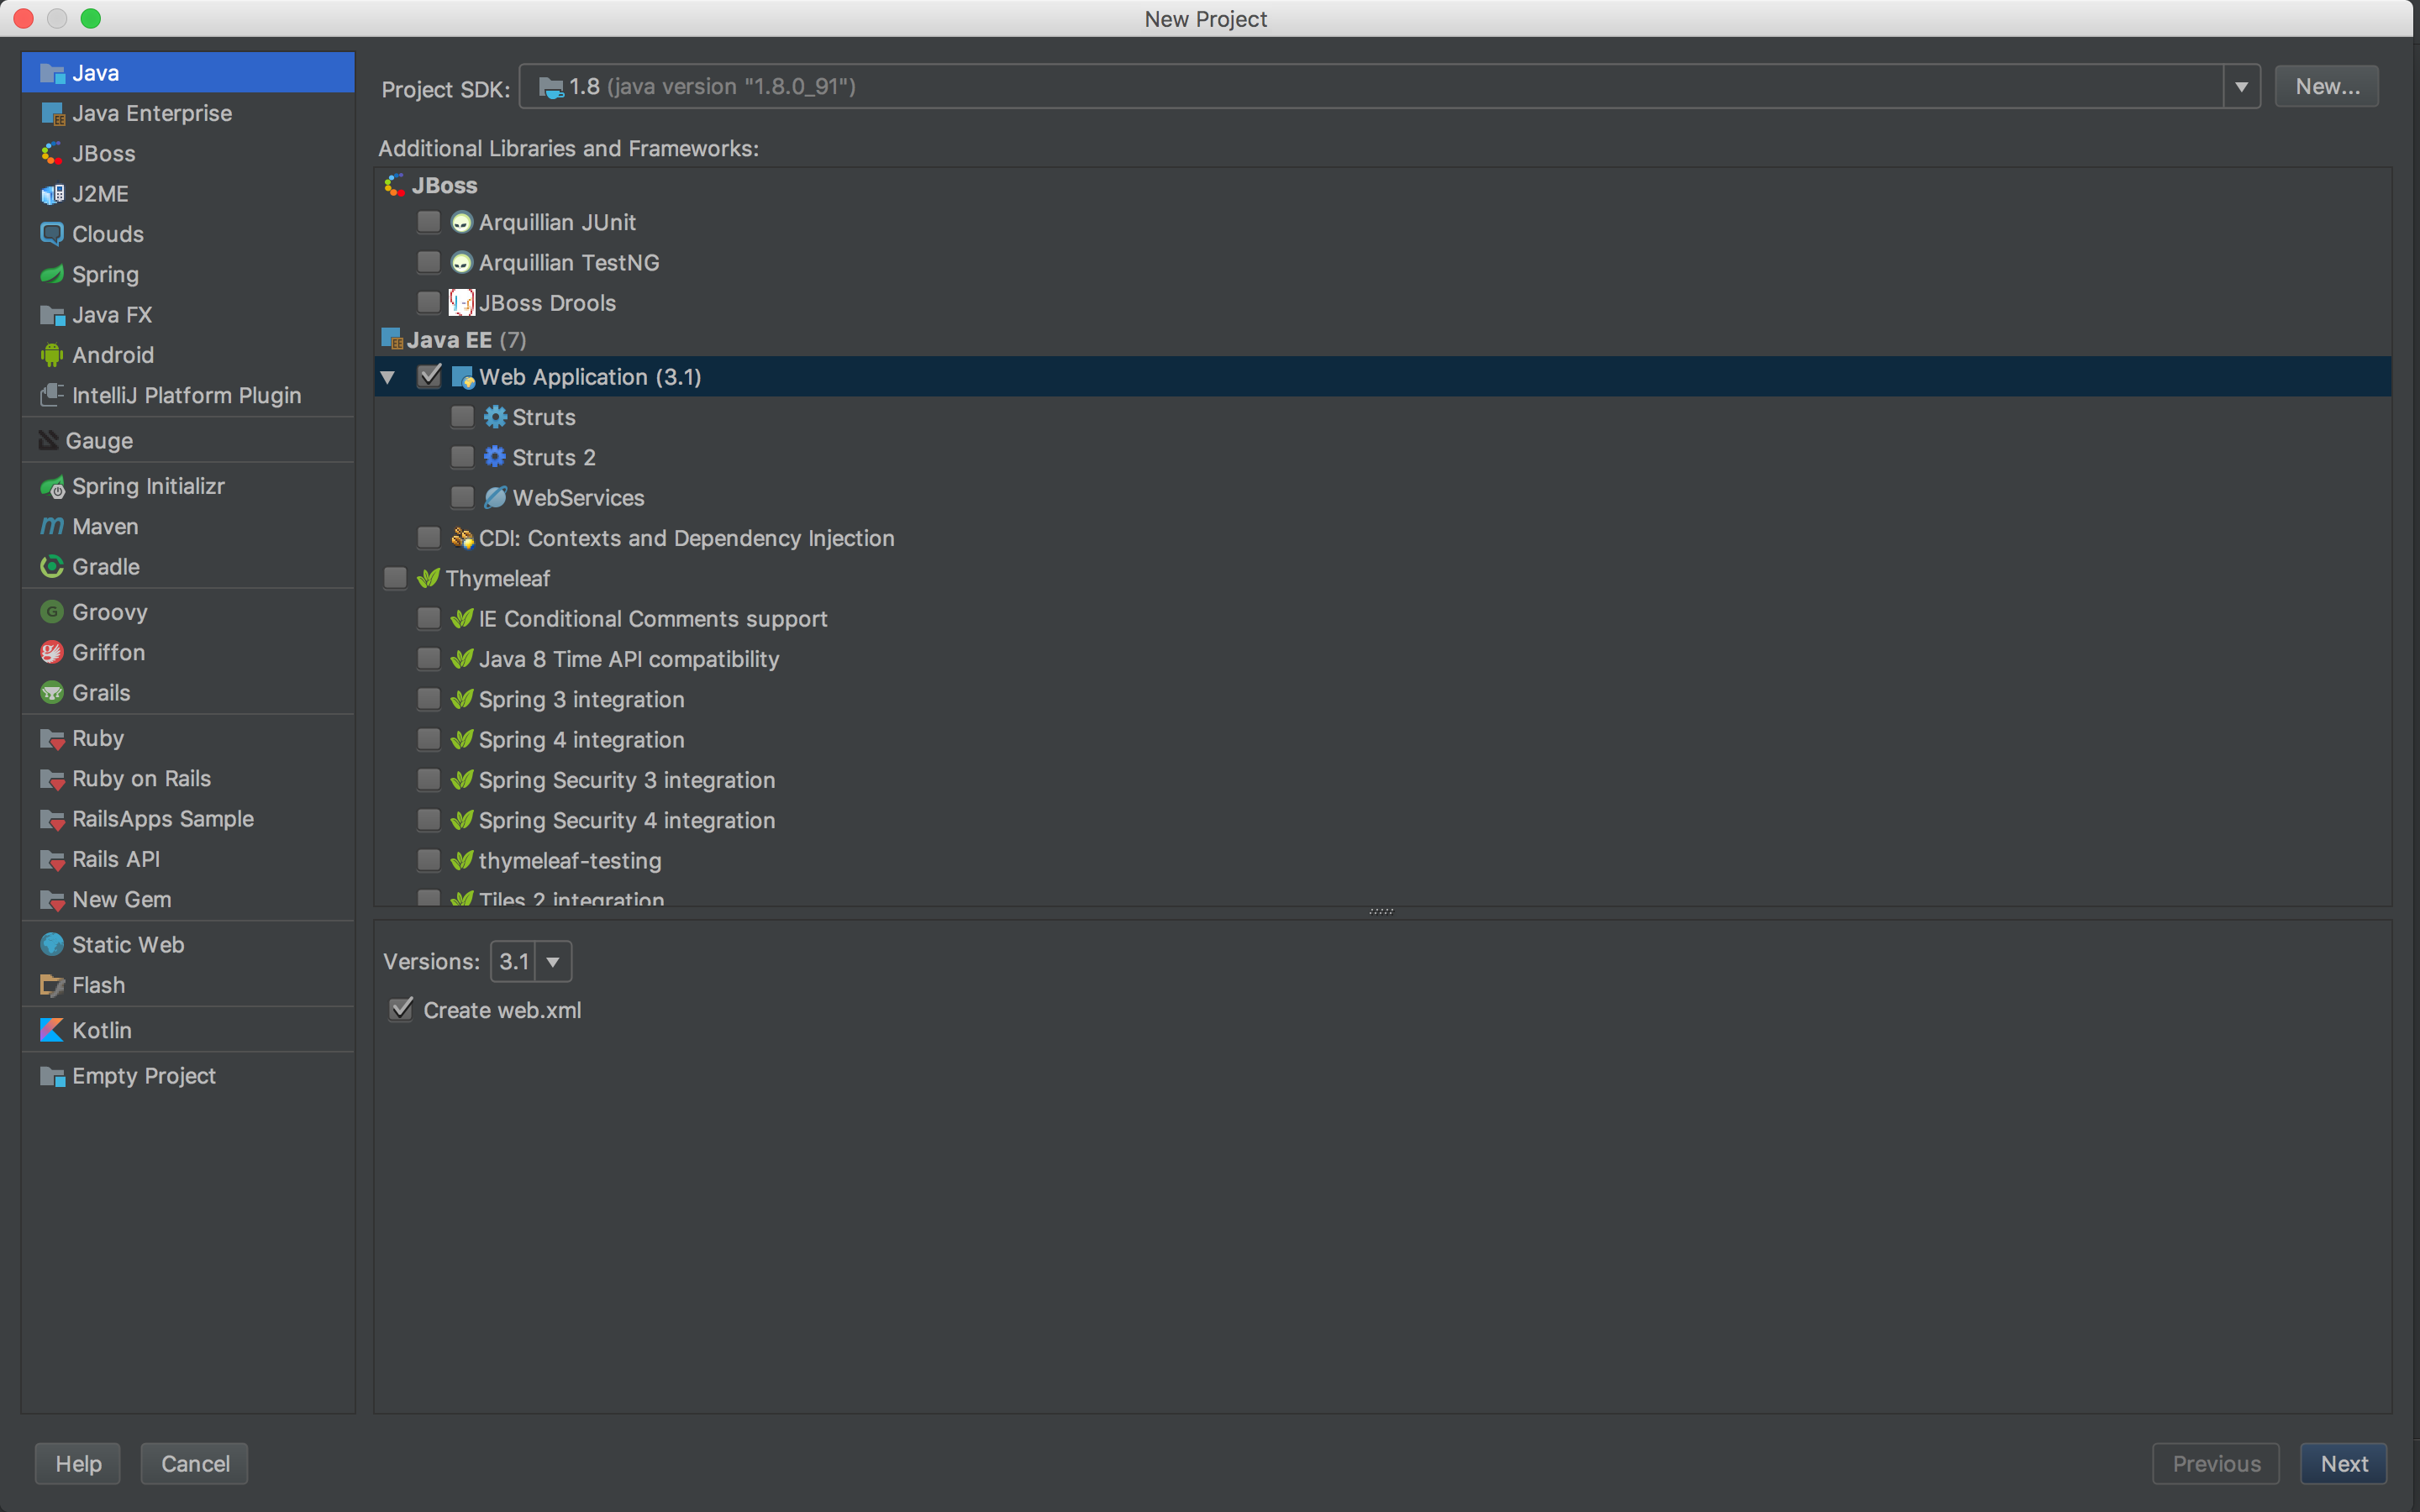 New Project
Java
Java Enterprise
JBoss
J2ME
Clouds
Spring
Java FX
Android
IntelliJ Platform Plugin
Gauge
Spring Initializr
Maven
Gradle
Groovy
Griffon
Grails
Ruby
Ruby on Rails
RailsApps Sample
Rails API
New Gem
Static Web
Flash
Kotlin
Empty Project
Project SDK: 1.8 (java version "1.8.0_91") New...
Additional Libraries and Frameworks:
JBoss
Arquillian JUnit
Arquillian TestNG
JBoss Drools
Java EE (7)
Web Application (3.1)
Struts
Struts 2
WebServices
CDI: Contexts and Dependency Injection
Thymeleaf
IE Conditional Comments support
Java 8 Time API compatibility
Spring 3 integration
Spring 4 integration
Spring Security 3 integration
Spring Security 4 integration
thymeleaf-testing
Tiles 2 integration
Versions: 3.1
Create web.xml
Help Cancel Previous Next